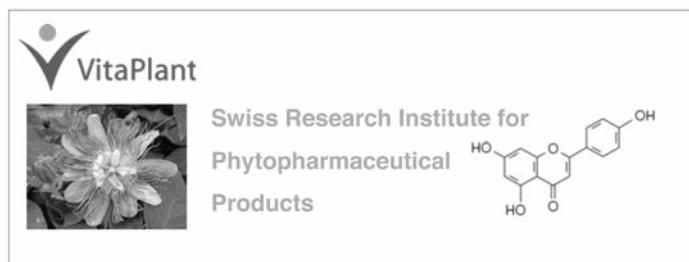 VitaPlant
Swiss Research Institute for
Phytopharmaceutical
Products
OH
HO
O
HO
O